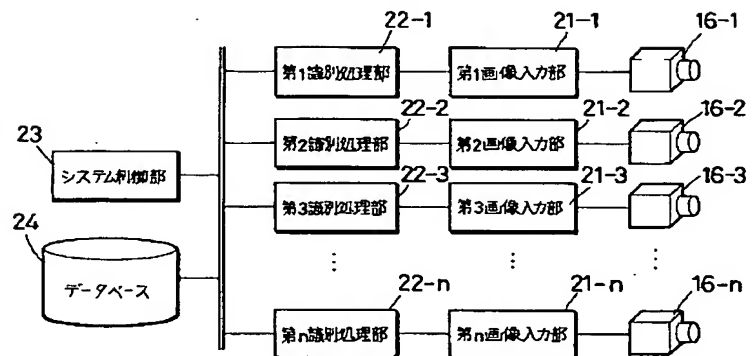 22-1
21-1
16-1
第1識別処理部
第1画像入力部
22-2
21-2
16-2
第2識別処理部
第2画像入力部
23
システム制御部
22-3
21-3
16-3
第3識別処理部
第3画像入力部
24
データベース
22-n
21-n
16-n
第n識別処理部
第n画像入力部